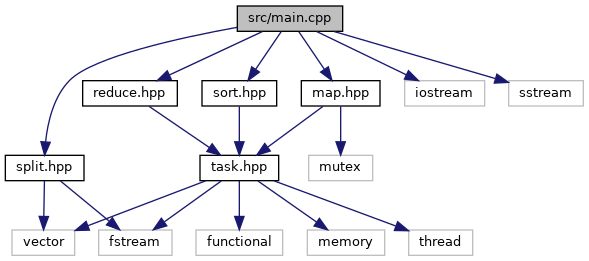 src/main.cpp
reduce.hpp
sort.hpp
map.hpp
iostream
sstream
split.hpp
task.hpp
mutex
vector
fstream
functional
memory
thread